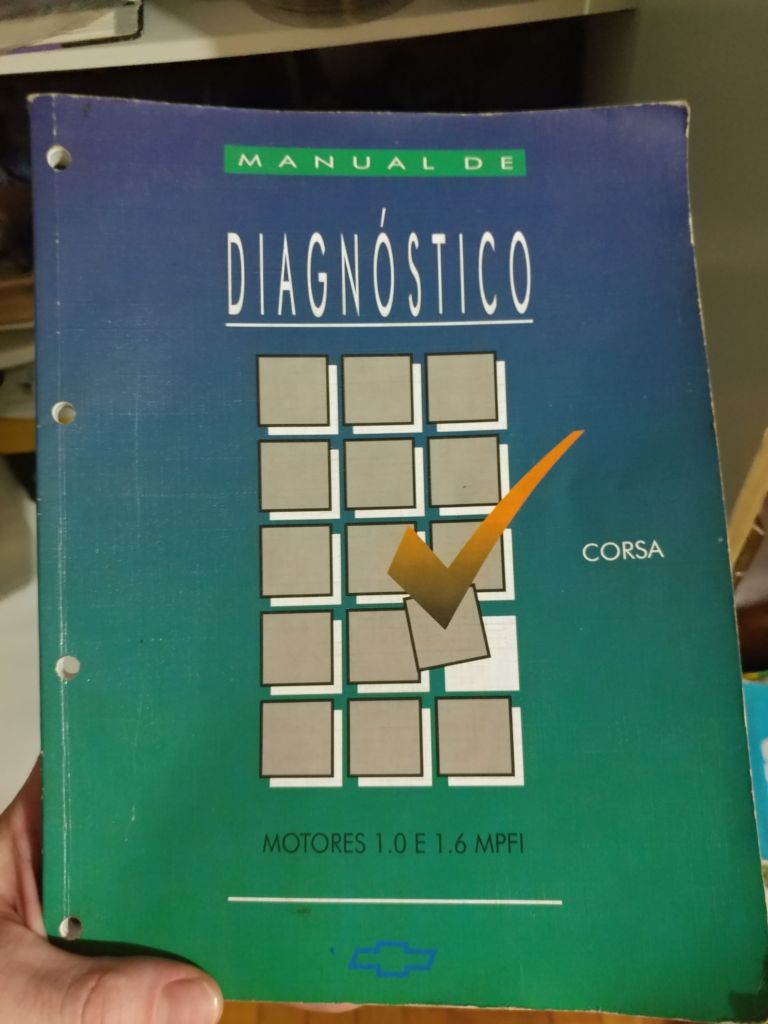 MANUAL DE
DIAGNÓSTICO
CORSA
MOTORES 1.0 E 1.6 MPFI